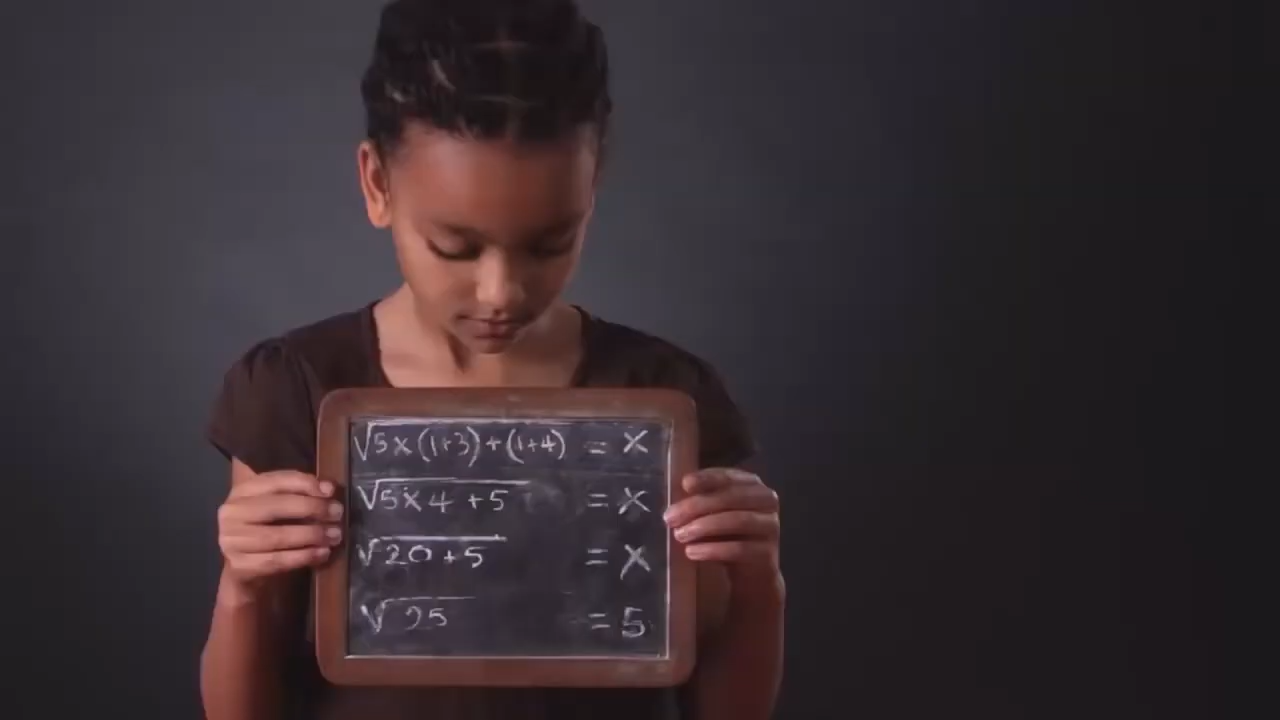 √5x(1+3)+(1+4) = x
√5x4+5 = x
√20+5 = x
√25 = 5